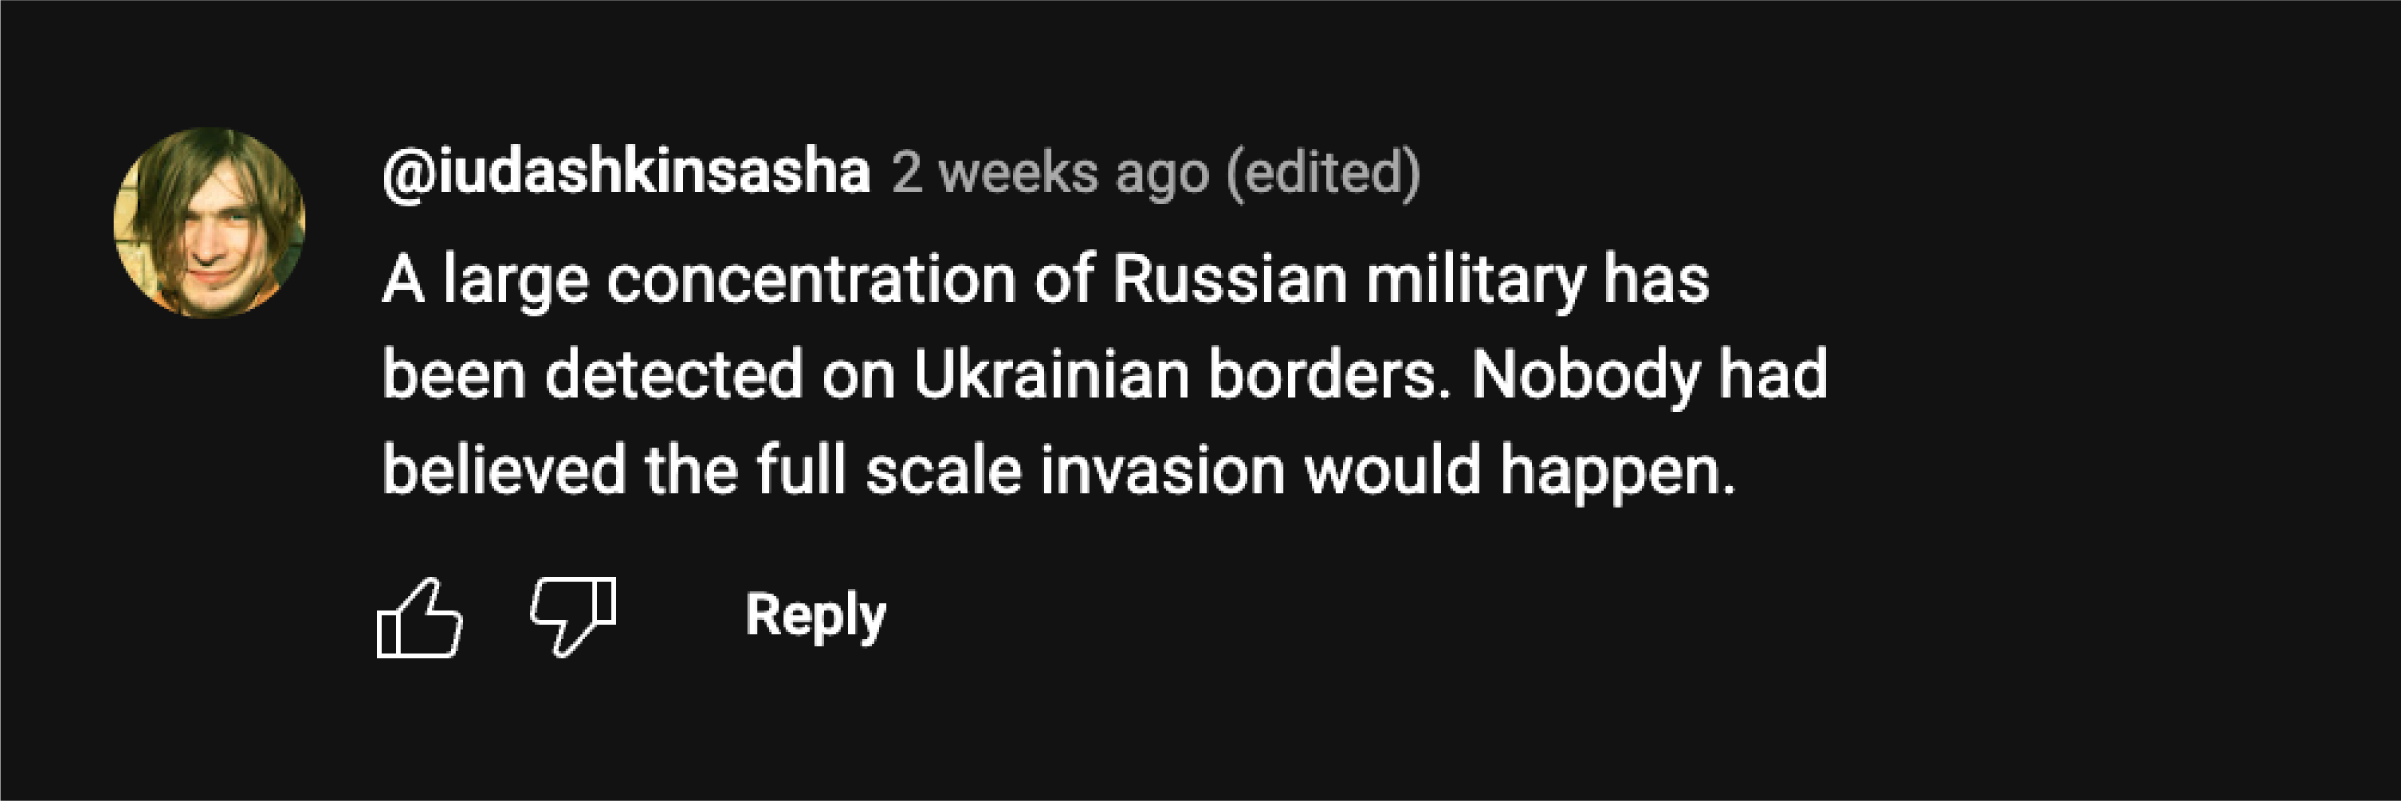 @iudashkinsasha 2 weeks ago (edited)
A large concentration of Russian military has
been detected on Ukrainian borders. Nobody had
believed the full scale invasion would happen.
Reply